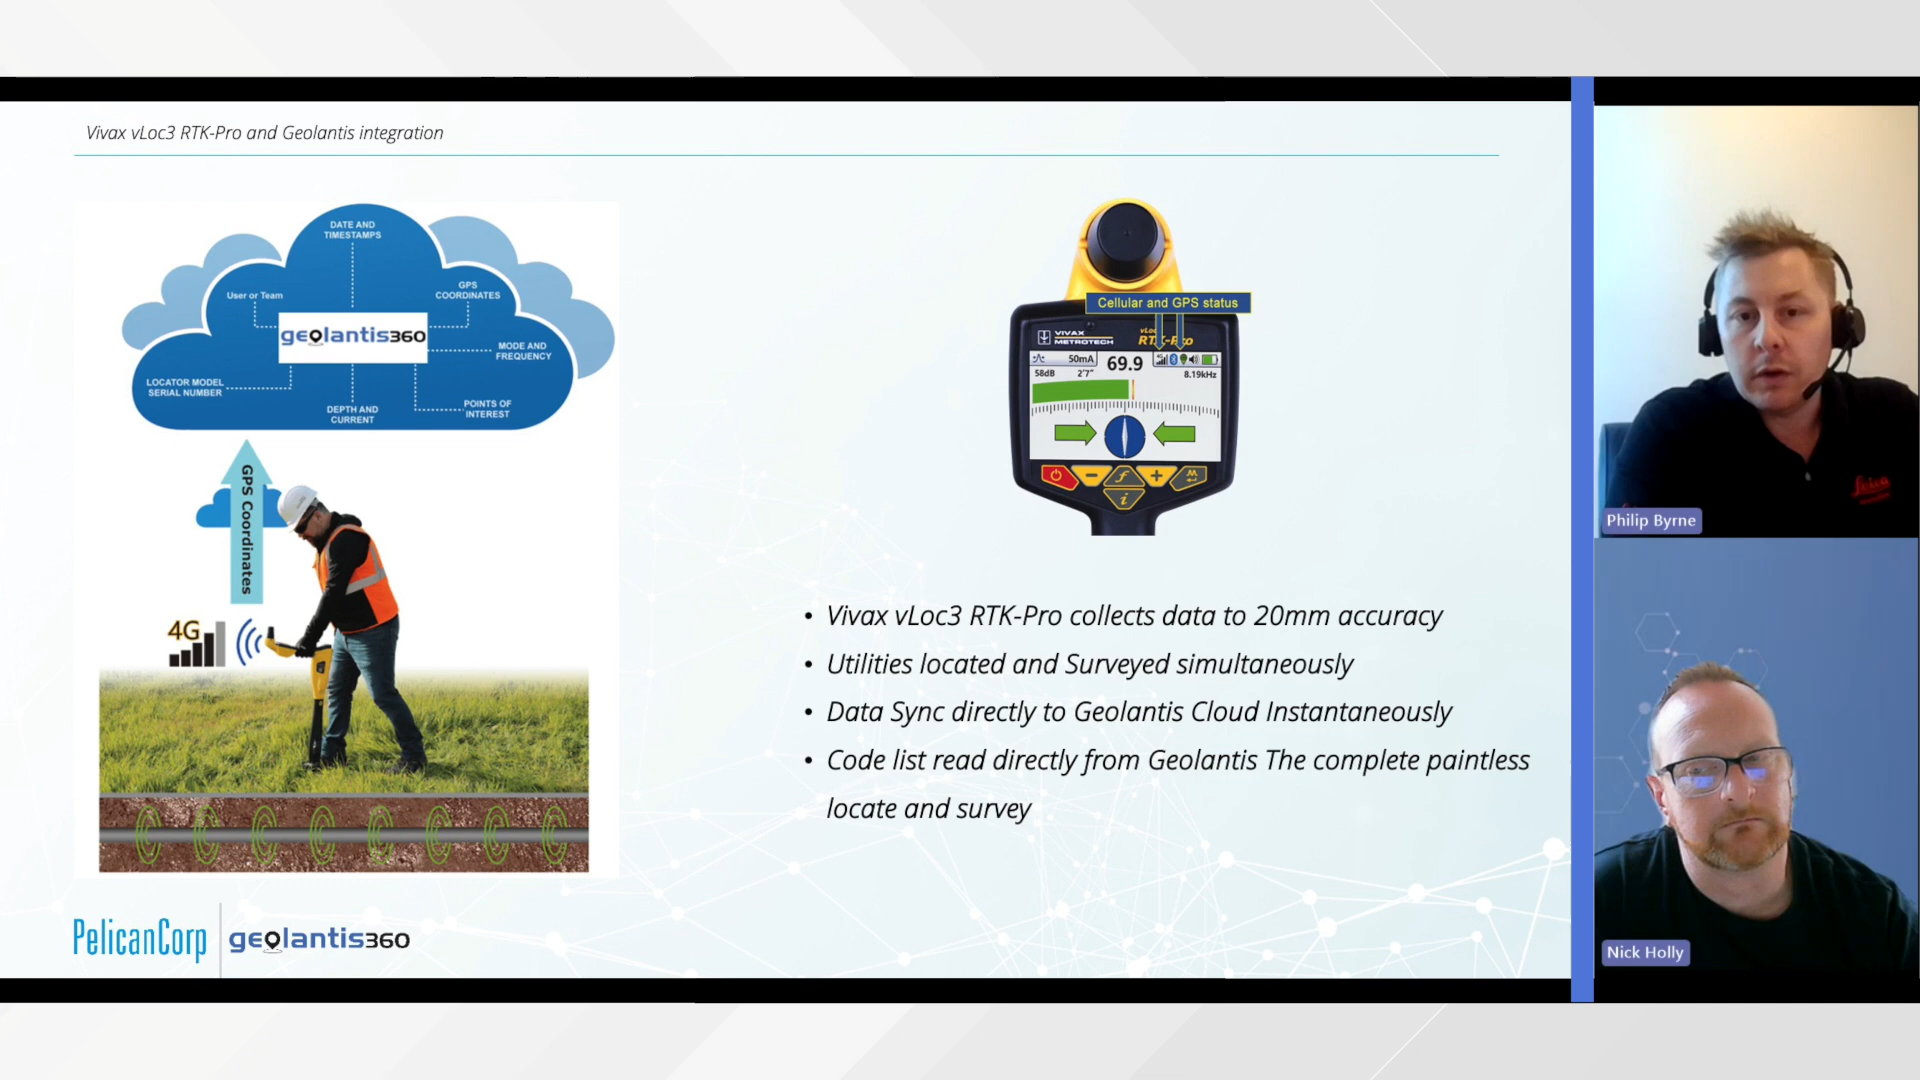 Vivax vLoc3 RTK-Pro and Geolantis integration
DATE AND
TIMESTAMPS
User or Team
GPS
COORDINATES
geolantis360
MODE AND
FREQUENCY
LOCATOR MODEL
SERIAL NUMBER
DEPTH AND
CURRENT
POINTS OF
INTEREST
GPS Coordinates
4G
Cellular and GPS status
VIVAX
METROTECH
RTK-Pro
50mA
69.9
58dB
2'7"
8.19kHz
f
i
• Vivax vLoc3 RTK-Pro collects data to 20mm accuracy
• Utilities located and Surveyed simultaneously
• Data Sync directly to Geolantis Cloud Instantaneously
• Code list read directly from Geolantis The complete paintless
locate and survey
PelicanCorp
geolantis360
Leica
Philip Byrne
Nick Holly